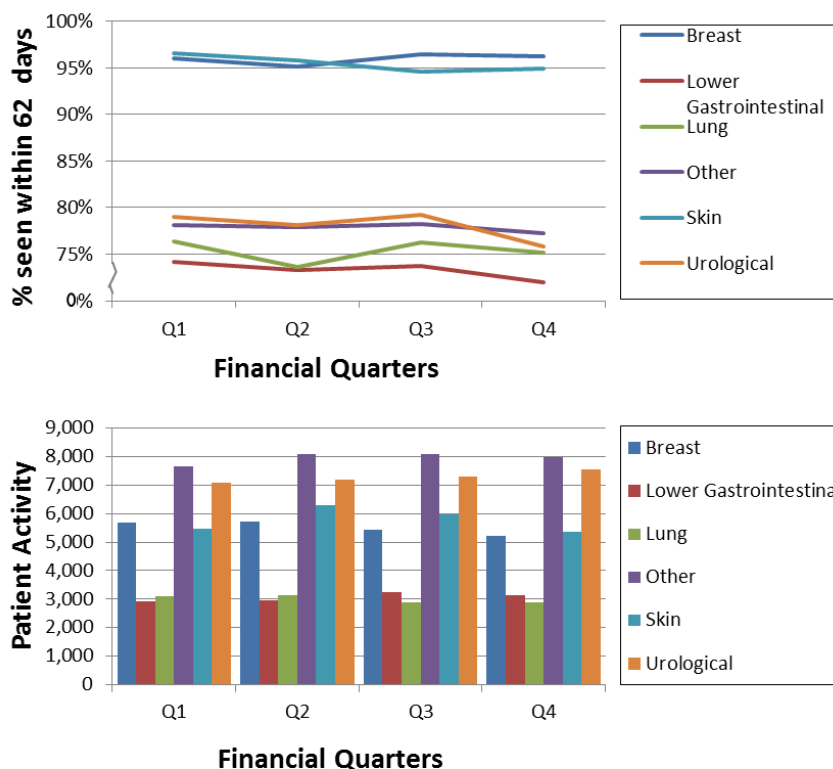 100%
95%
90%
85%
80%
75%
0%
% seen within 62 days
Q1 Q2 Q3 Q4
Financial Quarters
Breast
Lower
Gastrointestinal
Lung
Other
Skin
Urological
9,000
8,000
7,000
6,000
5,000
4,000
3,000
2,000
1,000
0
Patient Activity
Q1 Q2 Q3 Q4
Financial Quarters
Breast
Lower Gastrointestina
Lung
Other
Skin
Urological